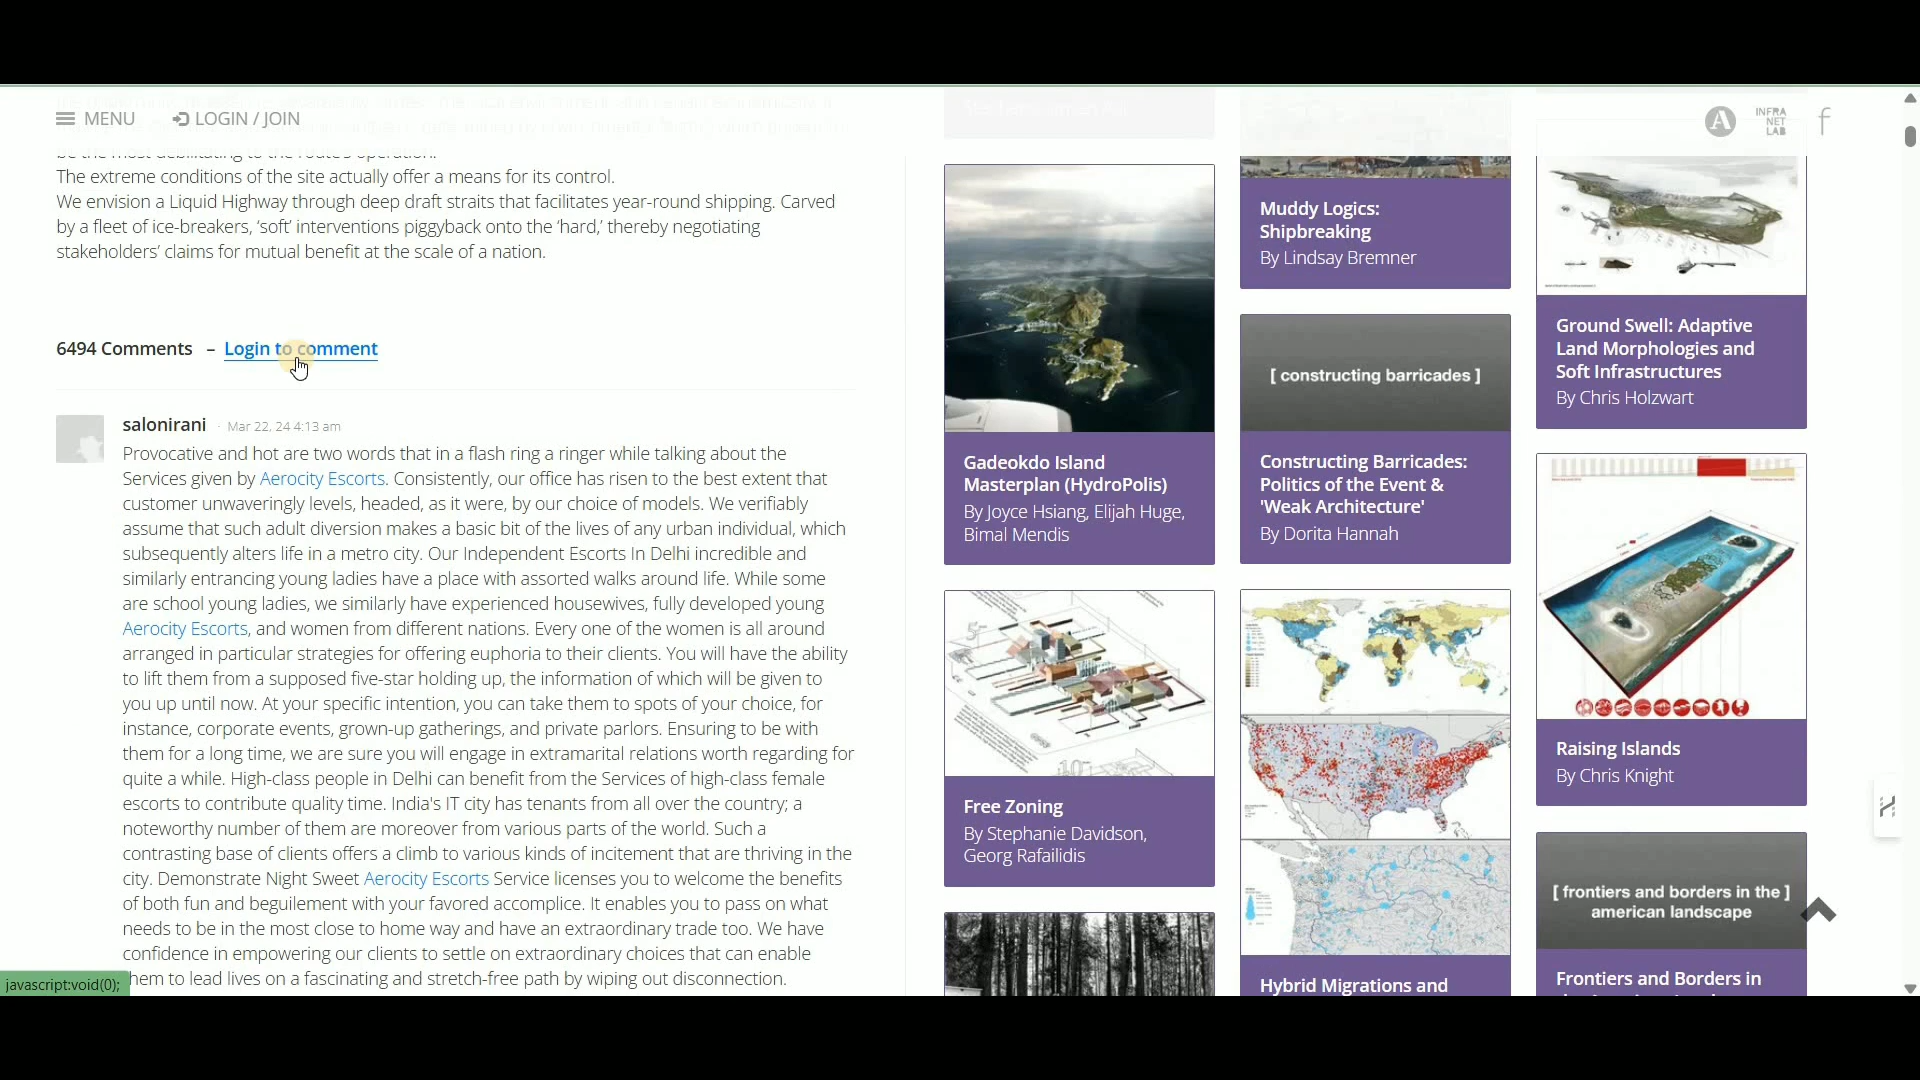 MENU
LOGIN / JOIN
INFRA
NET
LAB
f
The extreme conditions of the site actually offer a means for its control.
We envision a Liquid Highway through deep draft straits that facilitates year-round shipping. Carved
by a fleet of ice-breakers, ‘soft’ interventions piggyback onto the ‘hard,’ thereby negotiating
stakeholders’ claims for mutual benefit at the scale of a nation.
6494 Comments – Login to comment
salonirani · Mar 22, 24 4:13 am
Provocative and hot are two words that in a flash ring a ringer while talking about the
Services given by Aerocity Escorts. Consistently, our office has risen to the best extent that
customer unwaveringly levels, headed, as it were, by our choice of models. We verifiably
assume that such adult diversion makes a basic bit of the lives of any urban individual, which
subsequently alters life in a metro city. Our Independent Escorts In Delhi incredible and
similarly entrancing young ladies have a place with assorted walks around life. While some
are school young ladies, we similarly have experienced housewives, fully developed young
Aerocity Escorts, and women from different nations. Every one of the women is all around
arranged in particular strategies for offering euphoria to their clients. You will have the ability
to lift them from a supposed five-star holding up, the information of which will be given to
you up until now. At your specific intention, you can take them to spots of your choice, for
instance, corporate events, grown-up gatherings, and private parlors. Ensuring to be with
them for a long time, we are sure you will engage in extramarital relations worth regarding for
quite a while. High-class people in Delhi can benefit from the Services of high-class female
escorts to contribute quality time. India's IT city has tenants from all over the country; a
noteworthy number of them are moreover from various parts of the world. Such a
contrasting base of clients offers a climb to various kinds of incitement that are thriving in the
city. Demonstrate Night Sweet Aerocity Escorts Service licenses you to welcome the benefits
of both fun and beguilement with your favored accomplice. It enables you to pass on what
needs to be in the most close to home way and have an extraordinary trade too. We have
confidence in empowering our clients to settle on extraordinary choices that can enable
them to lead lives on a fascinating and stretch-free path by wiping out disconnection.
javascript:void(0);
Gadeokdo Island
Masterplan (HydroPolis)
By Joyce Hsiang, Elijah Huge,
Bimal Mendis
Free Zoning
By Stephanie Davidson,
Georg Rafailidis
Muddy Logics:
Shipbreaking
By Lindsay Bremner
[ constructing barricades ]
Constructing Barricades:
Politics of the Event &
'Weak Architecture'
By Dorita Hannah
Hybrid Migrations and
Ground Swell: Adaptive
Land Morphologies and
Soft Infrastructures
By Chris Holzwart
Raising Islands
By Chris Knight
[ frontiers and borders in the ]
american landscape
Frontiers and Borders in